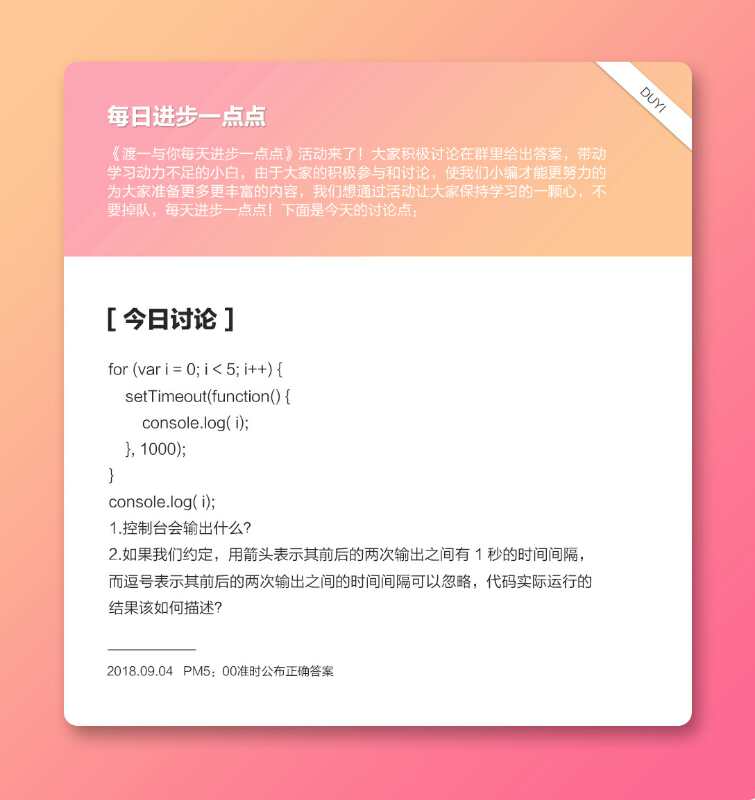 DUYI
每日进步一点点
《渡一与你每天进步一点点》活动来了！大家积极讨论在群里给出答案，带动
学习动力不足的小白，由于大家的积极参与和讨论，使我们小编才能更努力的
为大家准备更多更丰富的内容，我们想通过活动让大家保持学习的一颗心，不
要掉队，每天进步一点点！下面是今天的讨论点：
[ 今日讨论 ]
for (var i = 0; i < 5; i++) {
    setTimeout(function() {
        console.log( i);
    }, 1000);
}
console.log( i);
1.控制台会输出什么？
2.如果我们约定，用箭头表示其前后的两次输出之间有 1 秒的时间间隔，
而逗号表示其前后的两次输出之间的时间间隔可以忽略，代码实际运行的
结果该如何描述？
2018.09.04 PM5：00准时公布正确答案